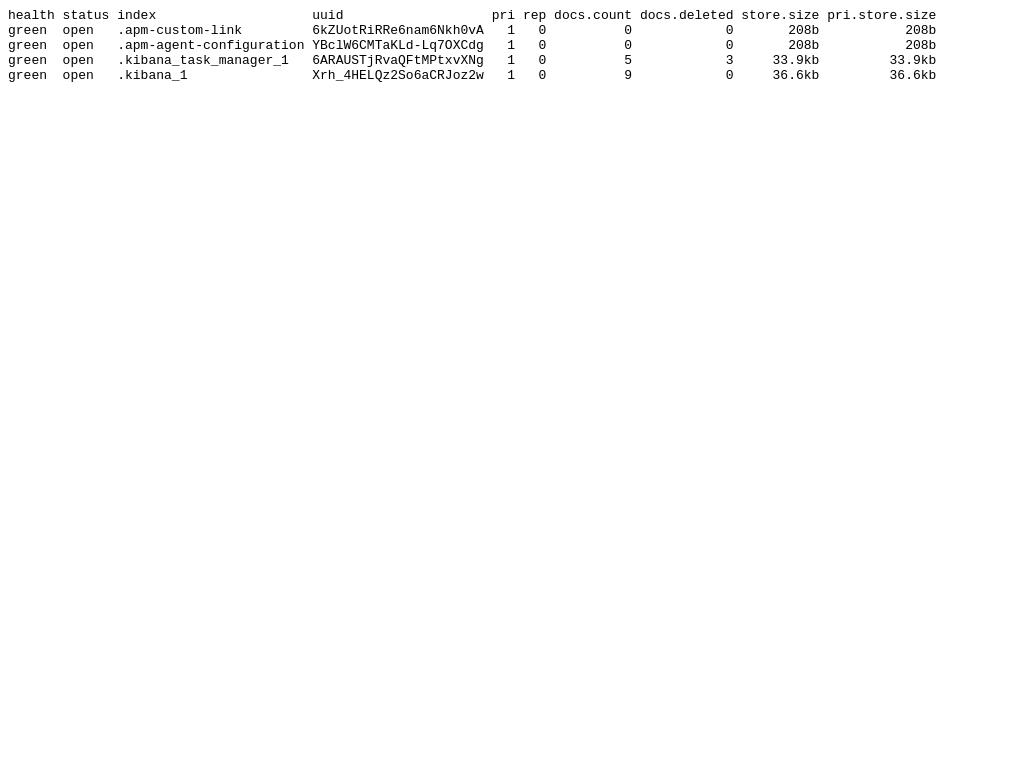 health status index                    uuid                   pri rep docs.count docs.deleted store.size pri.store.size
green  open   .apm-custom-link         6kZUotRiRRe6nam6Nkh0vA   1   0          0            0       208b           208b
green  open   .apm-agent-configuration YBclW6CMTaKLd-Lq7OXCdg   1   0          0            0       208b           208b
green  open   .kibana_task_manager_1   6ARAUSTjRvaQFtMPtxvXNg   1   0          5            3     33.9kb         33.9kb
green  open   .kibana_1                Xrh_4HELQz2So6aCRJoz2w   1   0          9            0     36.6kb         36.6kb